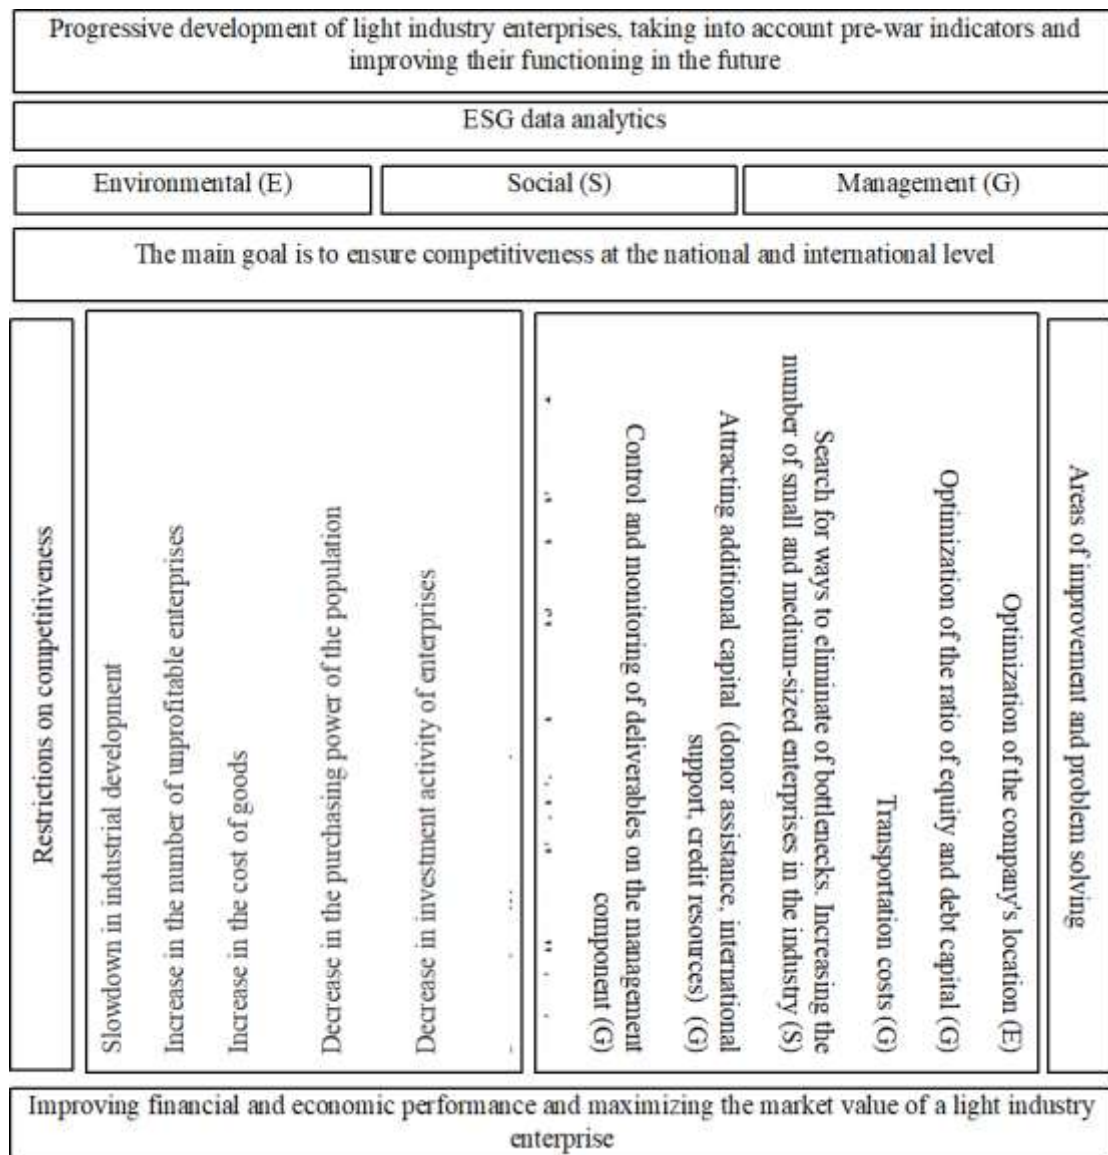 Progressive development of light industry enterprises, taking into account pre-war indicators and
improving their functioning in the future
ESG data analytics
Environmental (E)
Social (S)
Management (G)
The main goal is to ensure competitiveness at the national and international level
Restrictions on competitiveness
Slowdown in industrial development
Increase in the number of unprofitable enterprises
Increase in the cost of goods
Decrease in the purchasing power of the population
Decrease in investment activity of enterprises
Control and monitoring of deliverables on the management
component (G)
Attracting additional capital (donor assistance, international
support, credit resources) (G)
Search for ways to eliminate of bottlenecks. Increasing the
number of small and medium-sized enterprises in the industry (S)
Transportation costs (G)
Optimization of the ratio of equity and debt capital (G)
Optimization of the company's location (E)
Areas of improvement and problem solving
Improving financial and economic performance and maximizing the market value of a light industry
enterprise